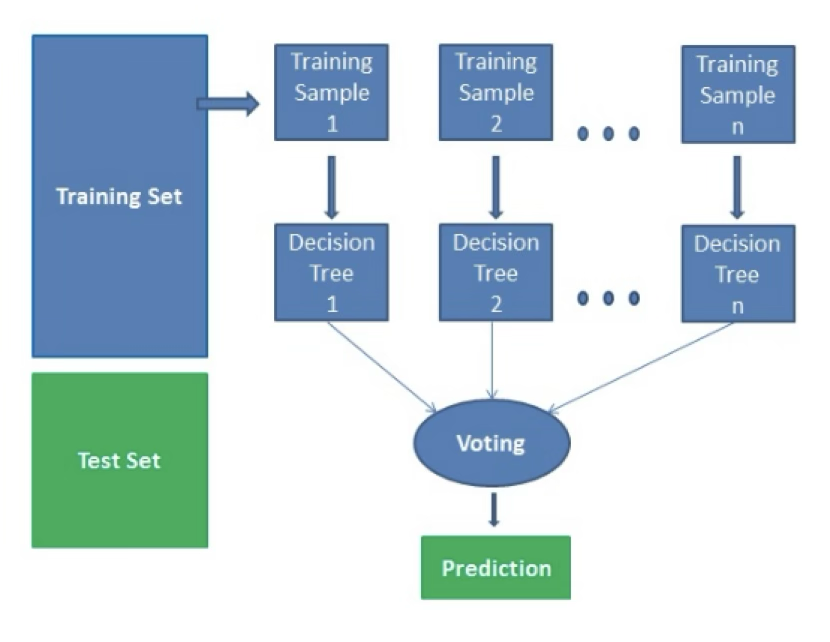 Training Set
Training
Sample
1
Training
Sample
2
Training
Sample
n
Decision
Tree
1
Decision
Tree
2
Decision
Tree
n
Test Set
Voting
Prediction